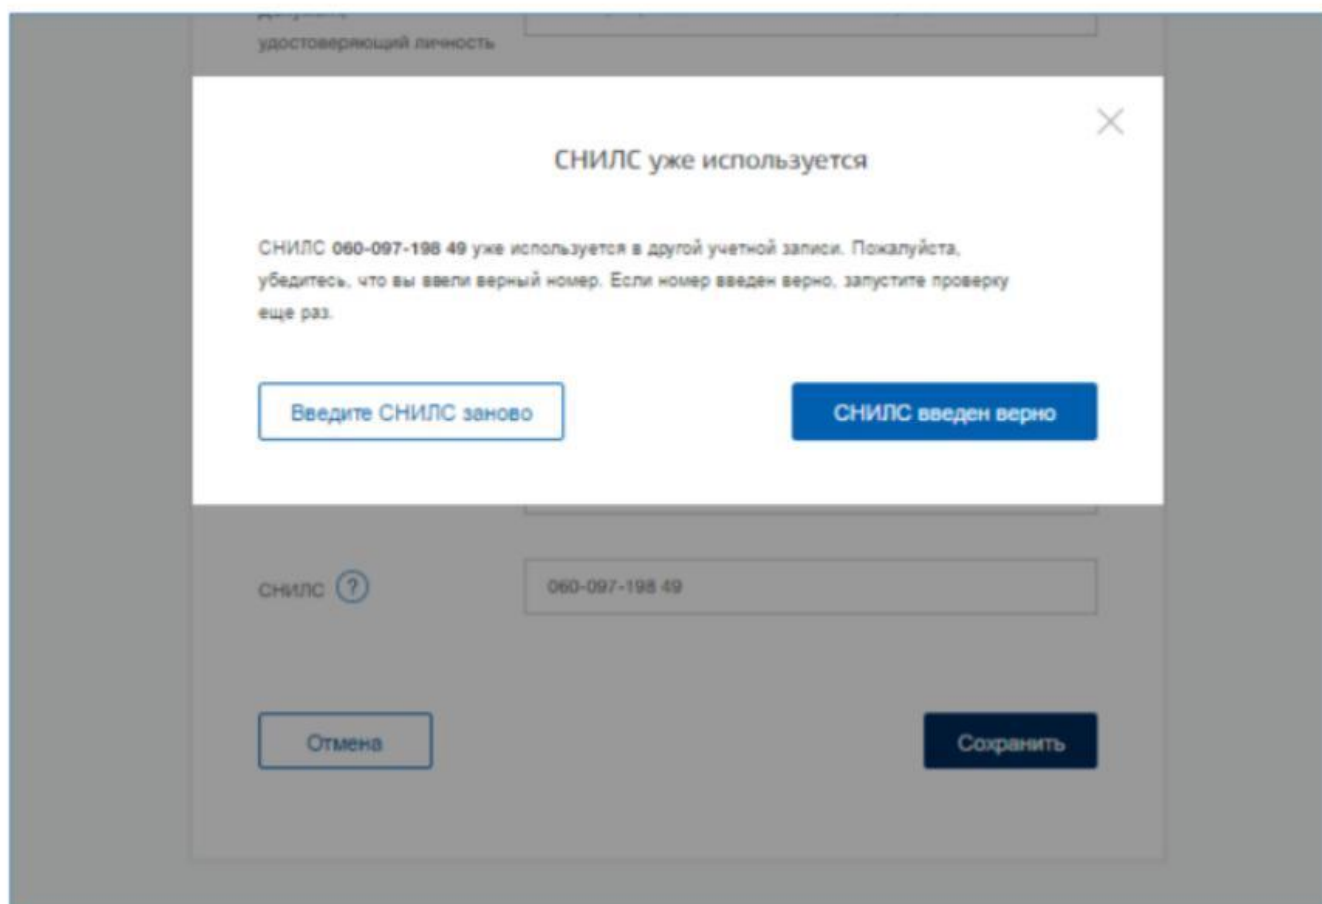 удостоверяющий личность
СНИЛС уже используется
СНИЛС 060-097-198 49 уже используется в другой учетной записи. Пожалуйста,
убедитесь, что вы ввели верный номер. Если номер введен верно, запустите проверку
еще раз.
Введите СНИЛС заново
СНИЛС введен верно
СНИЛС ?
060-097-198 49
Отмена
Сохранить